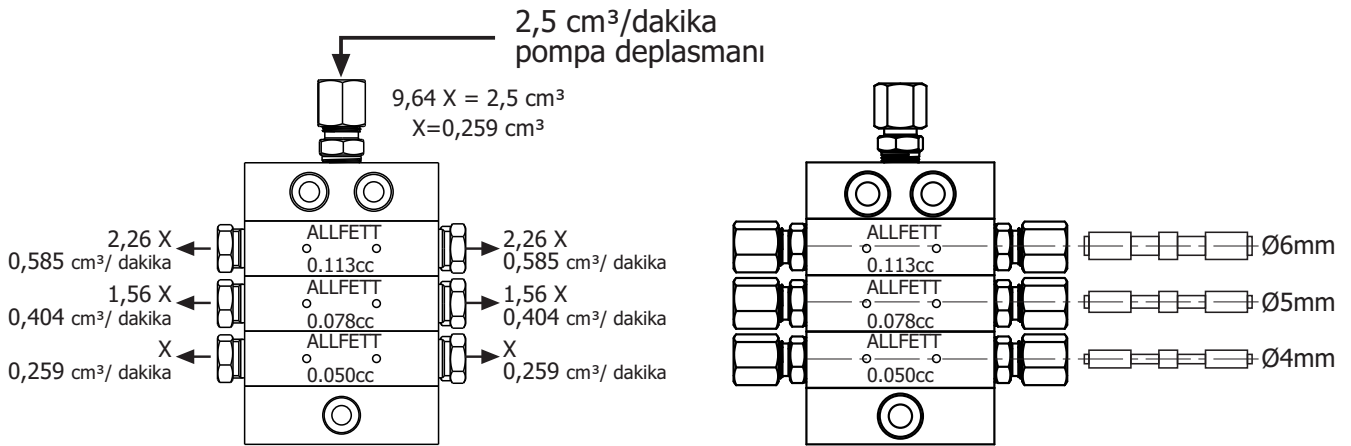 2,5 cm³/dakika
pompa deplasmanı
9,64 X = 2,5 cm³
X=0,259 cm³
2,26 X
0,585 cm³/ dakika
1,56 X
0,404 cm³/ dakika
X
0,259 cm³/ dakika
ALLFETT
0.113cc
ALLFETT
0.078cc
ALLFETT
0.050cc
2,26 X
0,585 cm³/ dakika
1,56 X
0,404 cm³/ dakika
X
0,259 cm³/ dakika
ALLFETT
0.113cc
ALLFETT
0.078cc
ALLFETT
0.050cc
Ø6mm
Ø5mm
Ø4mm